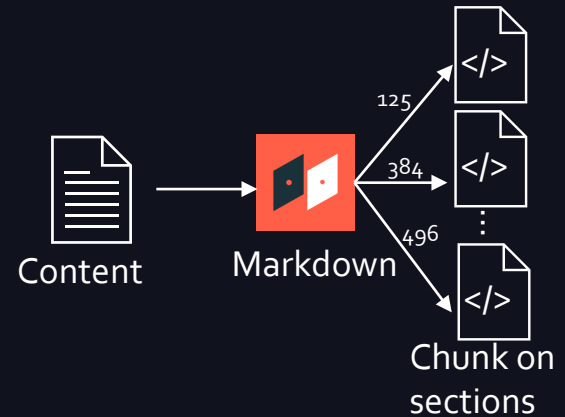 </>
125
384
</>
496
Content
Markdown
</>
Chunk on
sections